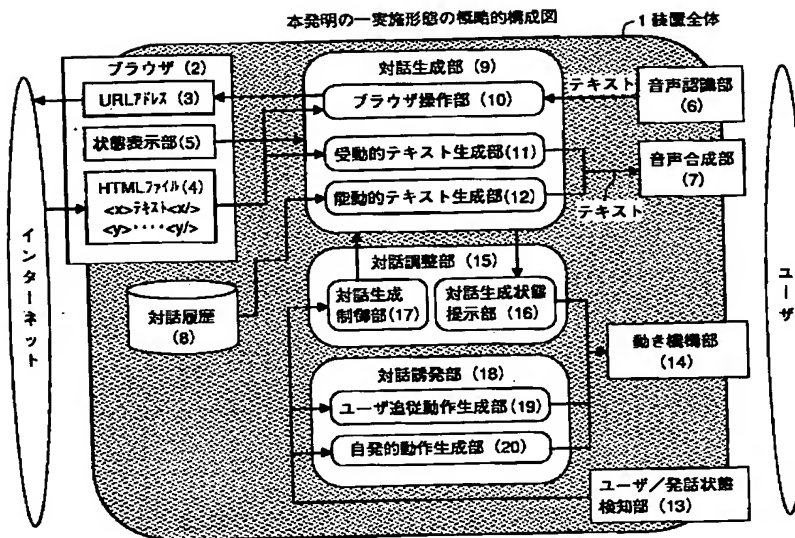 本発明の一実施形態の概略的構成図
1 装置全体
ブラウザ (2)
URLアドレス (3)
状態表示部(5)
HTMLファイル(4)
<x>テキスト<x/>
<y>・・・・<y/>
対話生成部 (9)
ブラウザ操作部 (10)
受動的テキスト生成部(11)
能動的テキスト生成部(12)
テキスト
音声認識部
(6)
音声合成部
(7)
テキスト
インターネット
ユーザ
対話履歴
(8)
対話調整部 (15)
対話生成
制御部(17)
対話生成状態
提示部(16)
動き機構部
(14)
対話誘発部 (18)
ユーザ追従動作生成部(19)
自発的動作生成部 (20)
ユーザ/発話状態
検知部 (13)